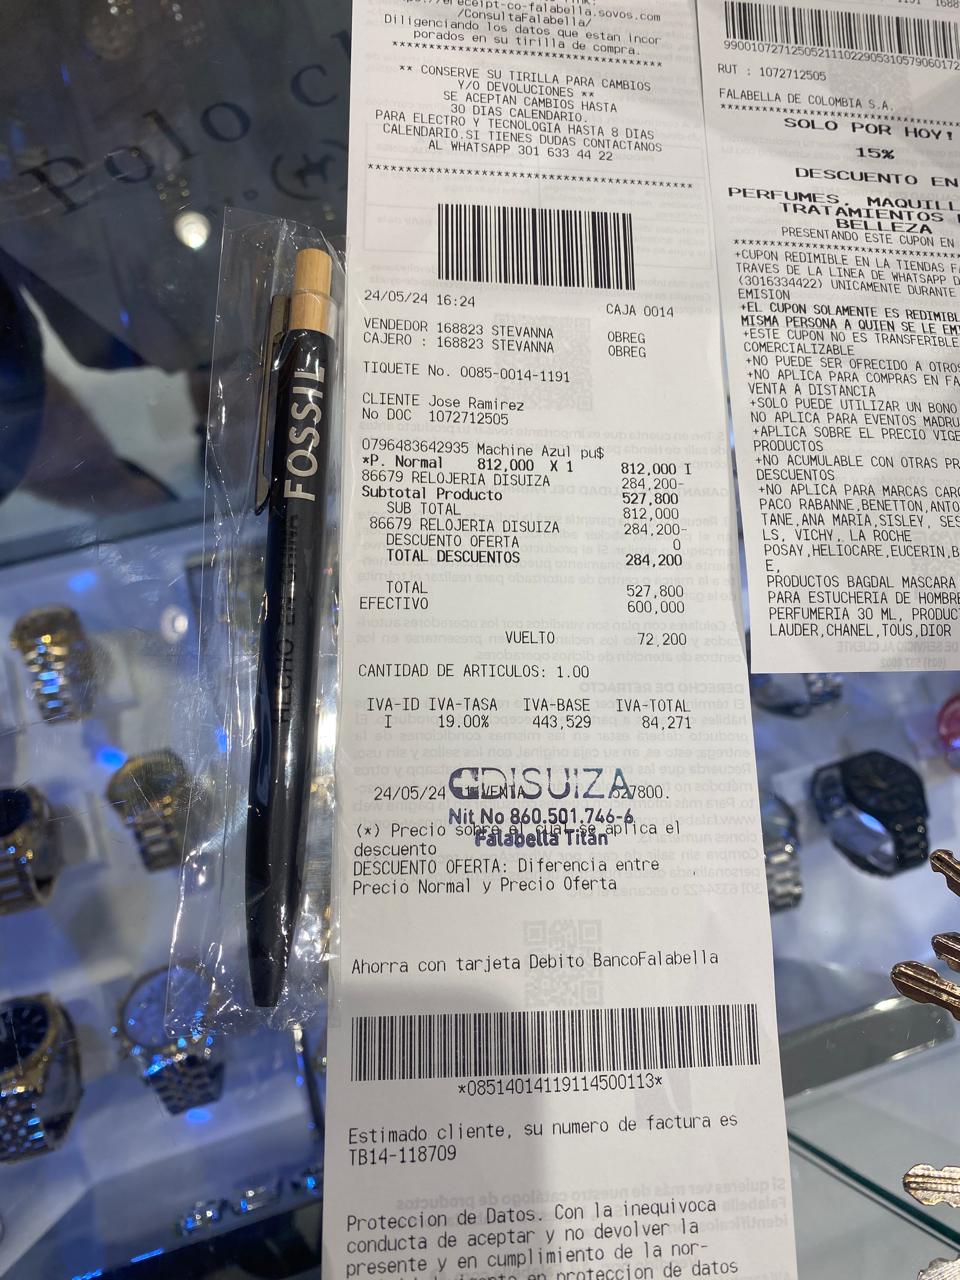 /ConsultaFalabella/
Diligenciando los datos que estan incor
porados en su tirilla de compra.
****************************************
** CONSERVE SU TIRILLA PARA CAMBIOS
Y/O DEVOLUCIONES **
SE ACEPTAN CAMBIOS HASTA
30 DIAS CALENDARIO.
PARA ELECTRO Y TECNOLOGIA HASTA 8 DIAS
CALENDARIO.SI TIENES DUDAS CONTACTANOS
AL WHATSAPP 301 633 44 22
****************************************
24/05/24 16:24 CAJA 0014
VENDEDOR 168823 STEVANNA OBREG
CAJERO : 168823 STEVANNA OBREG
TIQUETE No. 0085-0014-1191
CLIENTE Jose Ramirez
No DOC 1072712505
0796483642935 Machine Azul pu$
*P. Normal 812,000 X 1 812,000 I
86679 RELOJERIA DISUIZA 284,200-
Subtotal Producto 527,800
SUB TOTAL 812,000
86679 RELOJERIA DISUIZA 284,200-
DESCUENTO OFERTA 0
TOTAL DESCUENTOS 284,200
TOTAL 527,800
EFECTIVO 600,000
VUELTO 72,200
CANTIDAD DE ARTICULOS: 1.00
IVA-ID IVA-TASA IVA-BASE IVA-TOTAL
I 19.00% 443,529 84,271
DISUIZA
24/05/24 VENTA
Nit No 860.501.746-6
Falabella Titán
(*) Precio sobre el cual se aplica el
descuento
DESCUENTO OFERTA: Diferencia entre
Precio Normal y Precio Oferta
Ahorra con tarjeta Debito BancoFalabella
*08514014119114500113*
Estimado cliente, su numero de factura es
TB14-118709
Proteccion de Datos. Con la inequivoca
conducta de aceptar y no devolver la
presente y en cumplimiento de la nor-
en proteccion de datos
RUT : 1072712505
FALABELLA DE COLOMBIA S.A.
SOLO POR HOY!
15%
DESCUENTO EN
PERFUMES, MAQUILL
TRATAMIENTOS
BELLEZA
PRESENTANDO ESTE CUPON EN
+CUPON REDIMIBLE EN LA TIENDAS FA
TRAVES DE LA LINEA DE WHATSAPP D
(3016334422) UNICAMENTE DURANTE
EMISION
+EL CUPON SOLAMENTE ES REDIMIBL
MISMA PERSONA A QUIEN SE LE EMI
+ESTE CUPON NO ES TRANSFERIBLE
COMERCIALIZABLE
+NO PUEDE SER OFRECIDO A OTROS
+NO APLICA PARA COMPRAS EN FA
VENTA A DISTANCIA
+SOLO PUEDE UTILIZAR UN BONO
NO APLICA PARA EVENTOS MADRU
+APLICA SOBRE EL PRECIO VIGE
PRODUCTOS
+NO ACUMULABLE CON OTRAS PR
DESCUENTOS
+NO APLICA PARA MARCAS CARO
PACO RABANNE,BENETTON,ANTO
TANE,ANA MARIA,SISLEY, SES
LS, VICHY, LA ROCHE
POSAY,HELIOCARE,EUCERIN,B
E,
PRODUCTOS BAGDAL MASCARA
PARA ESTUCHERIA DE HOMBRE
PERFUMERIA 30 ML, PRODUCT
LAUDER,CHANEL,TOUS,DIOR
FOSSIL
HECHO EN CHINA
Polo